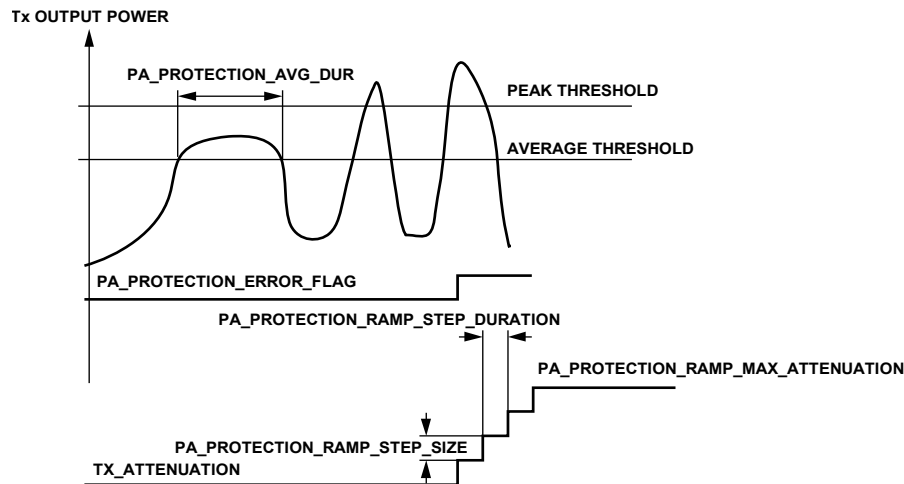 Tx OUTPUT POWER
PA_PROTECTION_AVG_DUR
PEAK THRESHOLD
AVERAGE THRESHOLD
PA_PROTECTION_ERROR_FLAG
PA_PROTECTION_RAMP_STEP_DURATION
PA_PROTECTION_RAMP_MAX_ATTENUATION
PA_PROTECTION_RAMP_STEP_SIZE
TX_ATTENUATION